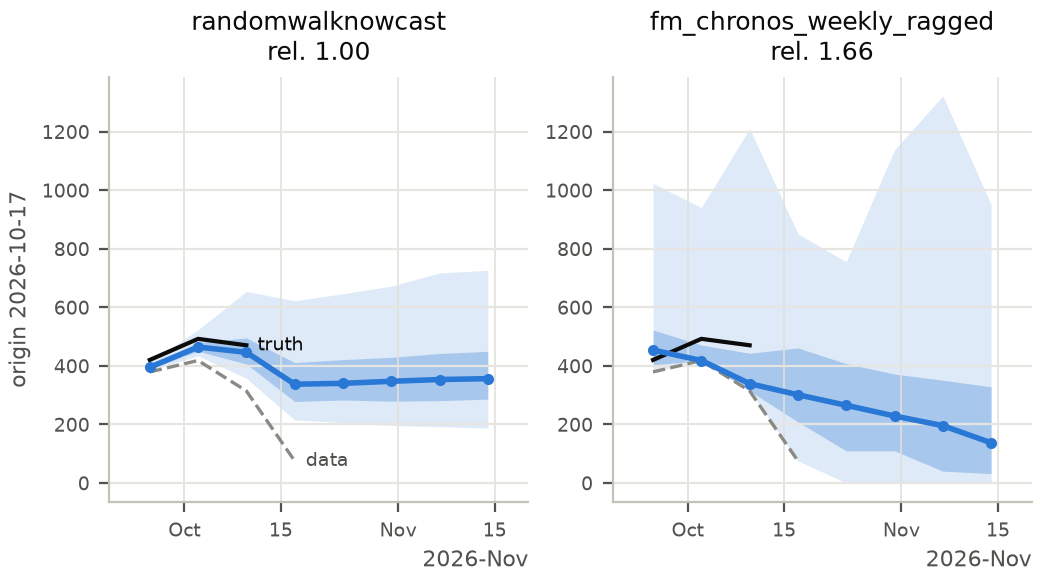 randomwalknowcast
rel. 1.00
fm_chronos_weekly_ragged
rel. 1.66
origin 2026-10-17
1200
1000
800
600
400
200
0
truth
data
Oct
15
Nov
15
2026-Nov
1200
1000
800
600
400
200
0
Oct
15
Nov
15
2026-Nov